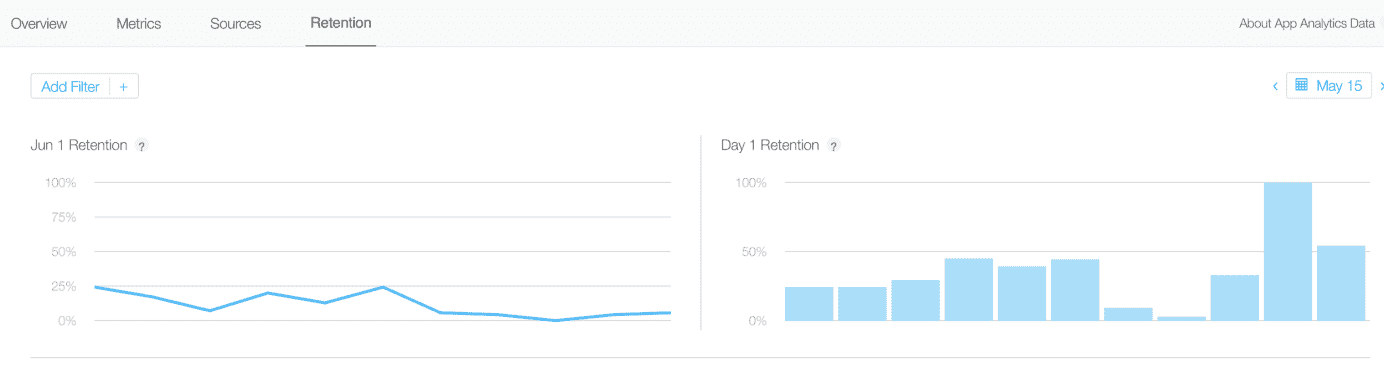 Overview Metrics Sources Retention About App Analytics Data
Add Filter + ‹ May 15 ›
Jun 1 Retention ?
100%
75%
50%
25%
0%
Day 1 Retention ?
100%
50%
0%